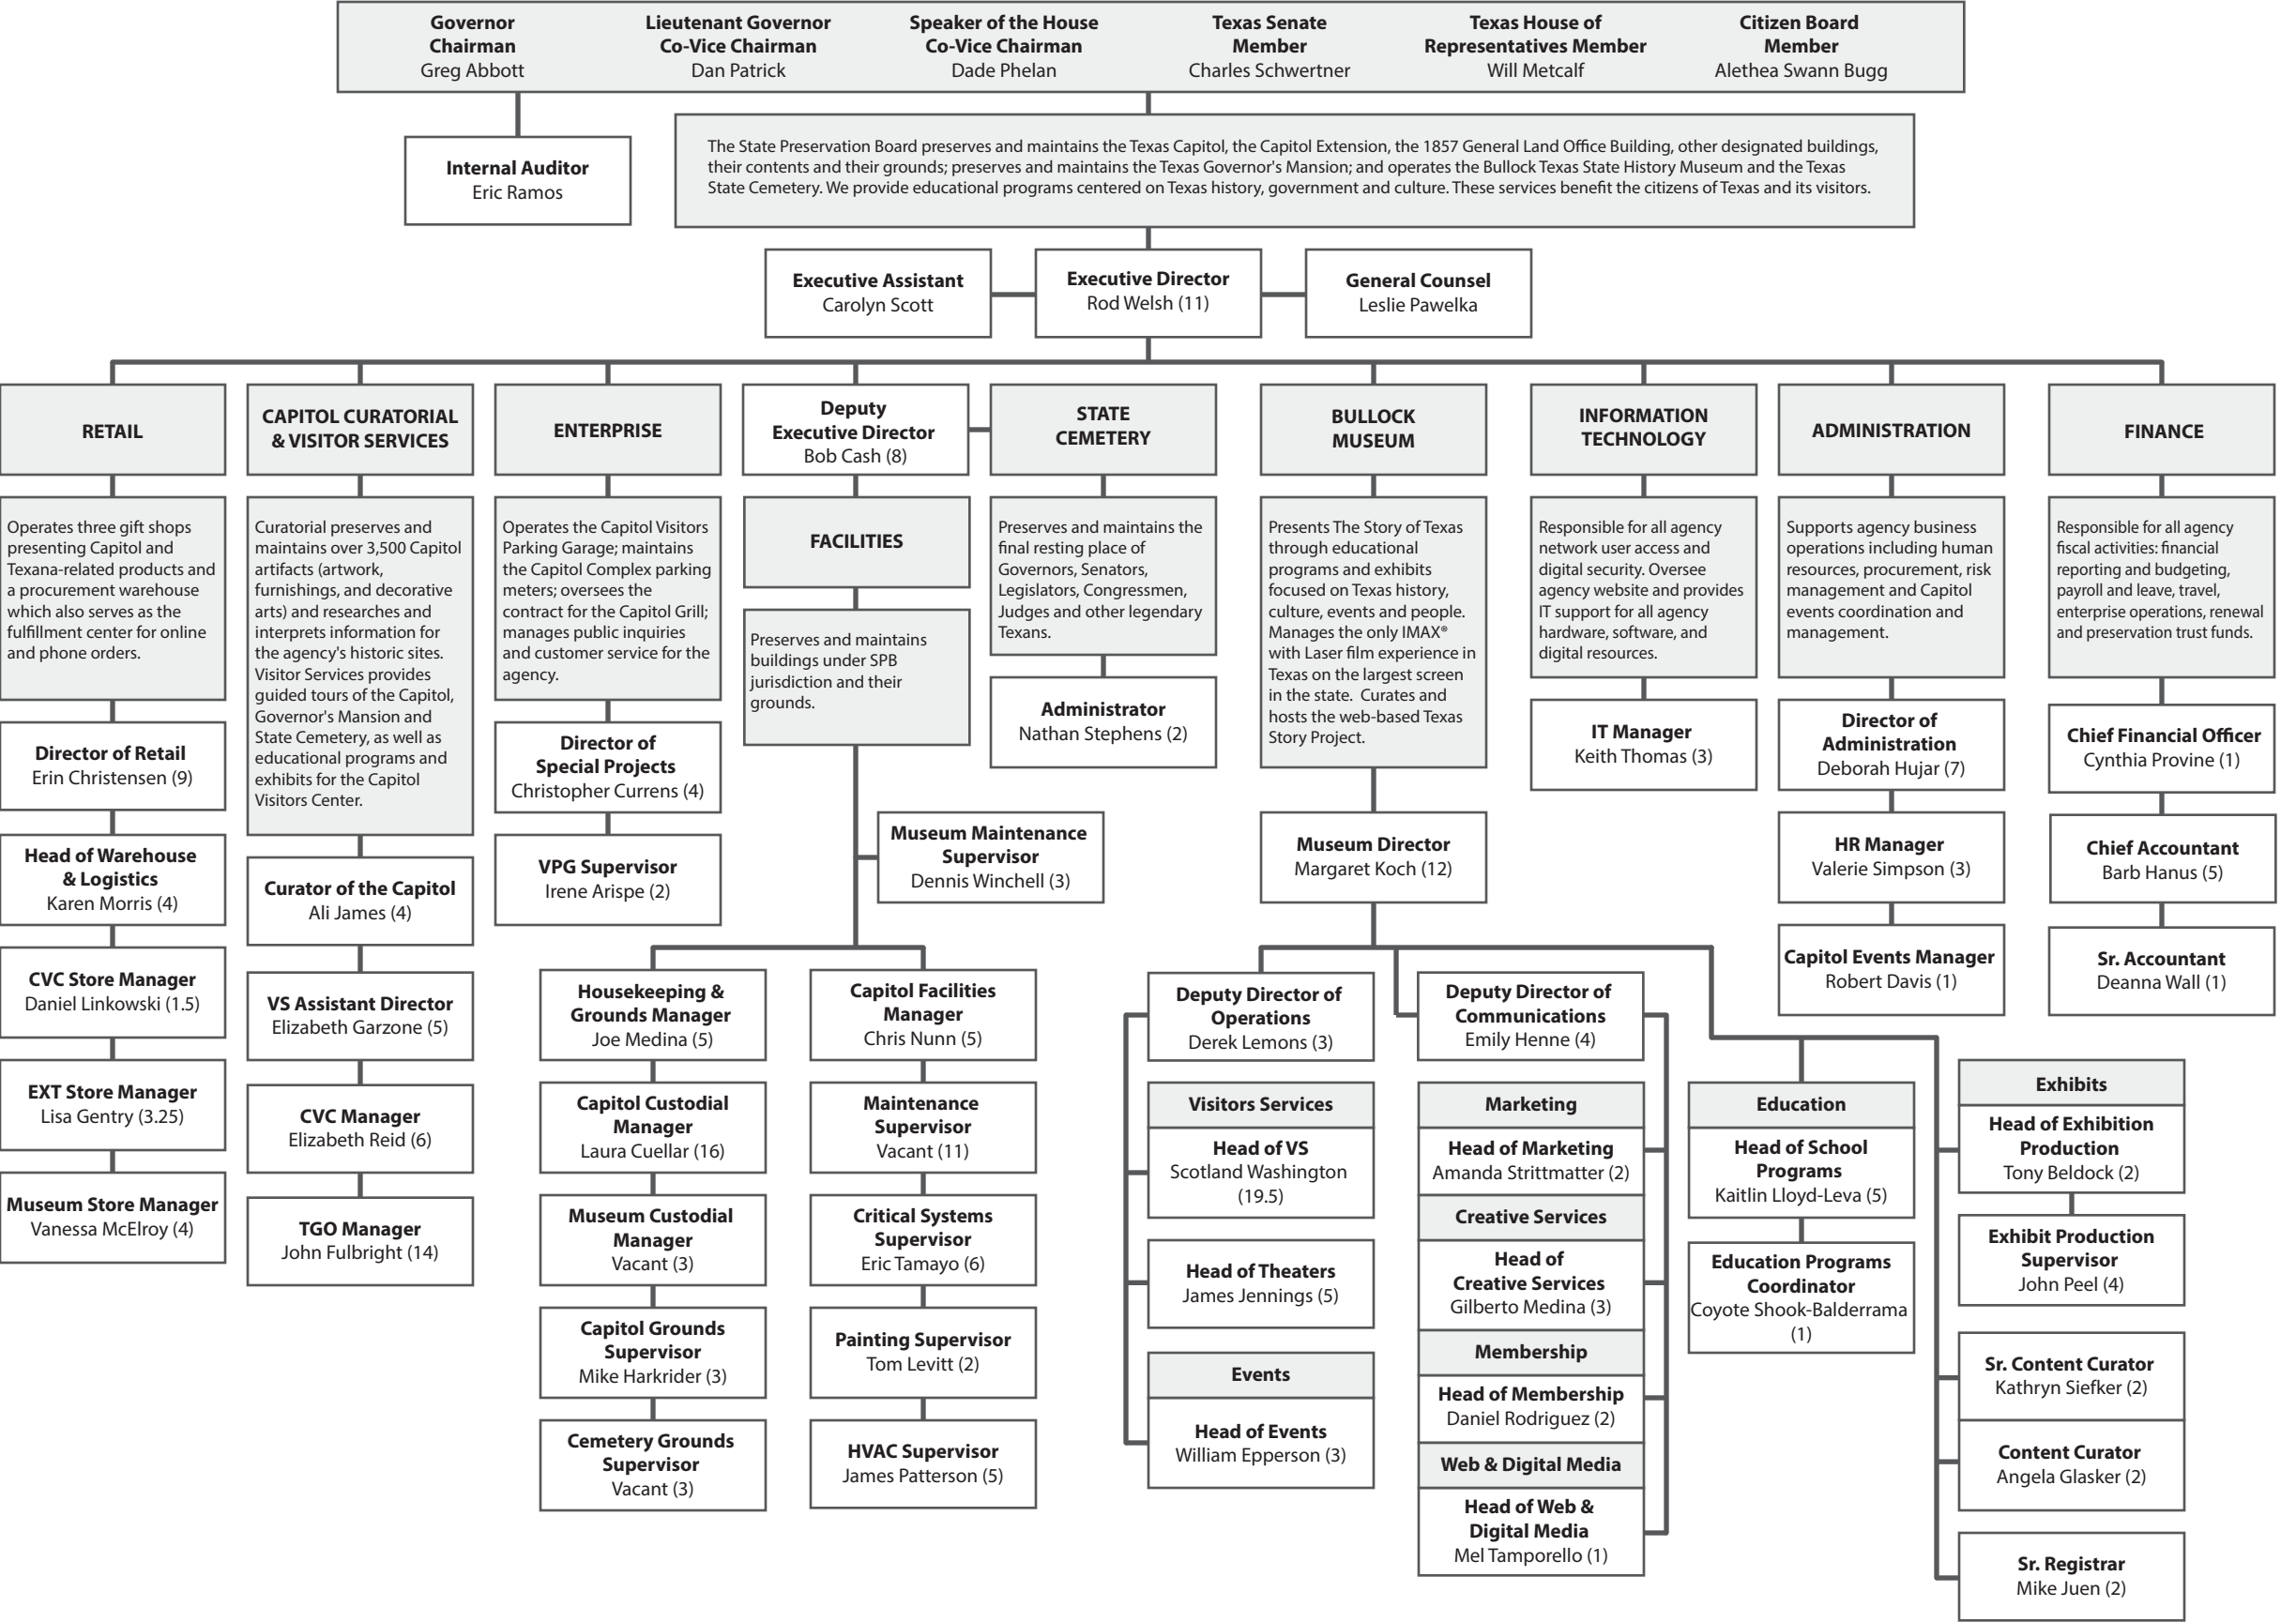 Governor
Chairman
Greg Abbott
Lieutenant Governor
Co-Vice Chairman
Dan Patrick
Speaker of the House
Co-Vice Chairman
Dade Phelan
Texas Senate
Member
Charles Schwertner
Texas House of
Representatives Member
Will Metcalf
Citizen Board
Member
Alethea Swann Bugg
Internal Auditor
Eric Ramos
The State Preservation Board preserves and maintains the Texas Capitol, the Capitol Extension, the 1857 General Land Office Building, other designated buildings,
their contents and their grounds; preserves and maintains the Texas Governor's Mansion; and operates the Bullock Texas State History Museum and the Texas
State Cemetery. We provide educational programs centered on Texas history, government and culture. These services benefit the citizens of Texas and its visitors.
Executive Assistant
Carolyn Scott
Executive Director
Rod Welsh (11)
General Counsel
Leslie Pawelka
RETAIL
Operates three gift shops
presenting Capitol and
Texana-related products and
a procurement warehouse
which also serves as the
fulfillment center for online
and phone orders.
Director of Retail
Erin Christensen (9)
Head of Warehouse
& Logistics
Karen Morris (4)
CVC Store Manager
Daniel Linkowski (1.5)
EXT Store Manager
Lisa Gentry (3.25)
Museum Store Manager
Vanessa McElroy (4)
CAPITOL CURATORIAL
& VISITOR SERVICES
Curatorial preserves and
maintains over 3,500 Capitol
artifacts (artwork,
furnishings, and decorative
arts) and researches and
interprets information for
the agency's historic sites.
Visitor Services provides
guided tours of the Capitol,
Governor's Mansion and
State Cemetery, as well as
educational programs and
exhibits for the Capitol
Visitors Center.
Curator of the Capitol
Ali James (4)
VS Assistant Director
Elizabeth Garzone (5)
CVC Manager
Elizabeth Reid (6)
TGO Manager
John Fulbright (14)
ENTERPRISE
Operates the Capitol Visitors
Parking Garage; maintains
the Capitol Complex parking
meters; oversees the
contract for the Capitol Grill;
manages public inquiries
and customer service for the
agency.
Director of
Special Projects
Christopher Currens (4)
VPG Supervisor
Irene Arispe (2)
Deputy
Executive Director
Bob Cash (8)
FACILITIES
Preserves and maintains
buildings under SPB
jurisdiction and their
grounds.
Museum Maintenance
Supervisor
Dennis Winchell (3)
Housekeeping &
Grounds Manager
Joe Medina (5)
Capitol Custodial
Manager
Laura Cuellar (16)
Museum Custodial
Manager
Vacant (3)
Capitol Grounds
Supervisor
Mike Harkrider (3)
Cemetery Grounds
Supervisor
Vacant (3)
Capitol Facilities
Manager
Chris Nunn (5)
Maintenance
Supervisor
Vacant (11)
Critical Systems
Supervisor
Eric Tamayo (6)
Painting Supervisor
Tom Levitt (2)
HVAC Supervisor
James Patterson (5)
STATE
CEMETERY
Preserves and maintains the
final resting place of
Governors, Senators,
Legislators, Congressmen,
Judges and other legendary
Texans.
Administrator
Nathan Stephens (2)
BULLOCK
MUSEUM
Presents The Story of Texas
through educational
programs and exhibits
focused on Texas history,
culture, events and people.
Manages the only IMAX®
with Laser film experience in
Texas on the largest screen
in the state. Curates and
hosts the web-based Texas
Story Project.
Museum Director
Margaret Koch (12)
Deputy Director of
Operations
Derek Lemons (3)
Visitors Services
Head of VS
Scotland Washington
(19.5)
Head of Theaters
James Jennings (5)
Events
Head of Events
William Epperson (3)
Deputy Director of
Communications
Emily Henne (4)
Marketing
Head of Marketing
Amanda Strittmatter (2)
Creative Services
Head of
Creative Services
Gilberto Medina (3)
Membership
Head of Membership
Daniel Rodriguez (2)
Web & Digital Media
Head of Web &
Digital Media
Mel Tamporello (1)
Education
Head of School
Programs
Kaitlin Lloyd-Leva (5)
Education Programs
Coordinator
Coyote Shook-Balderrama
(1)
Exhibits
Head of Exhibition
Production
Tony Beldock (2)
Exhibit Production
Supervisor
John Peel (4)
Sr. Content Curator
Kathryn Siefker (2)
Content Curator
Angela Glasker (2)
Sr. Registrar
Mike Juen (2)
INFORMATION
TECHNOLOGY
Responsible for all agency
network user access and
digital security. Oversee
agency website and provides
IT support for all agency
hardware, software, and
digital resources.
IT Manager
Keith Thomas (3)
ADMINISTRATION
Supports agency business
operations including human
resources, procurement, risk
management and Capitol
events coordination and
management.
Director of
Administration
Deborah Hujar (7)
HR Manager
Valerie Simpson (3)
Capitol Events Manager
Robert Davis (1)
FINANCE
Responsible for all agency
fiscal activities: financial
reporting and budgeting,
payroll and leave, travel,
enterprise operations, renewal
and preservation trust funds.
Chief Financial Officer
Cynthia Provine (1)
Chief Accountant
Barb Hanus (5)
Sr. Accountant
Deanna Wall (1)